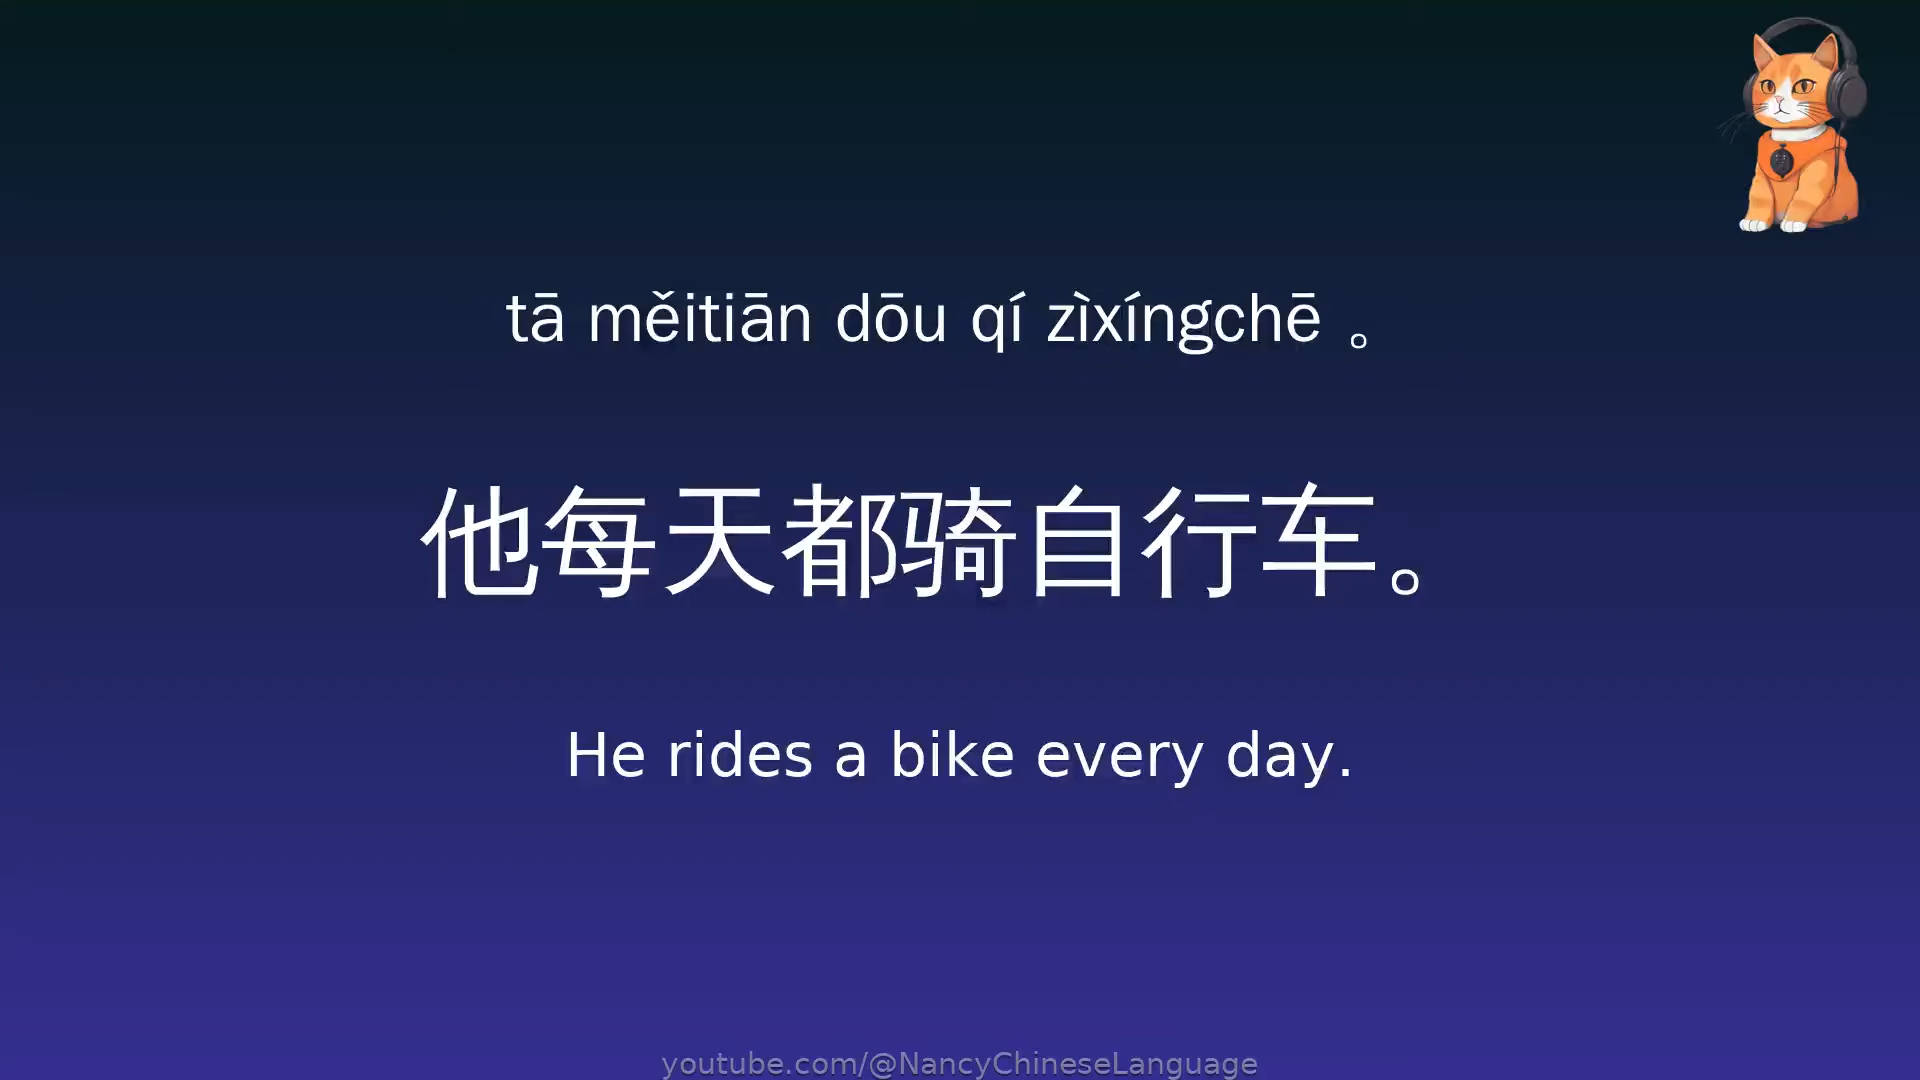 tā měitiān dōu qí zìxíngchē 。
他每天都骑自行车。
He rides a bike every day.
youtube.com/@NancyChineseLanguage